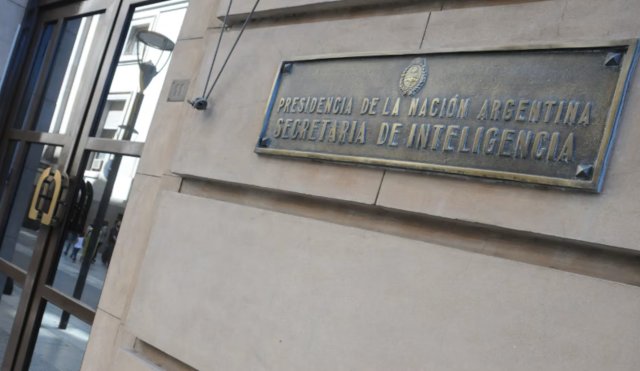 PRESIDENCIA DE LA NACIÓN ARGENTINA
SECRETARIA DE INTELIGENCIA